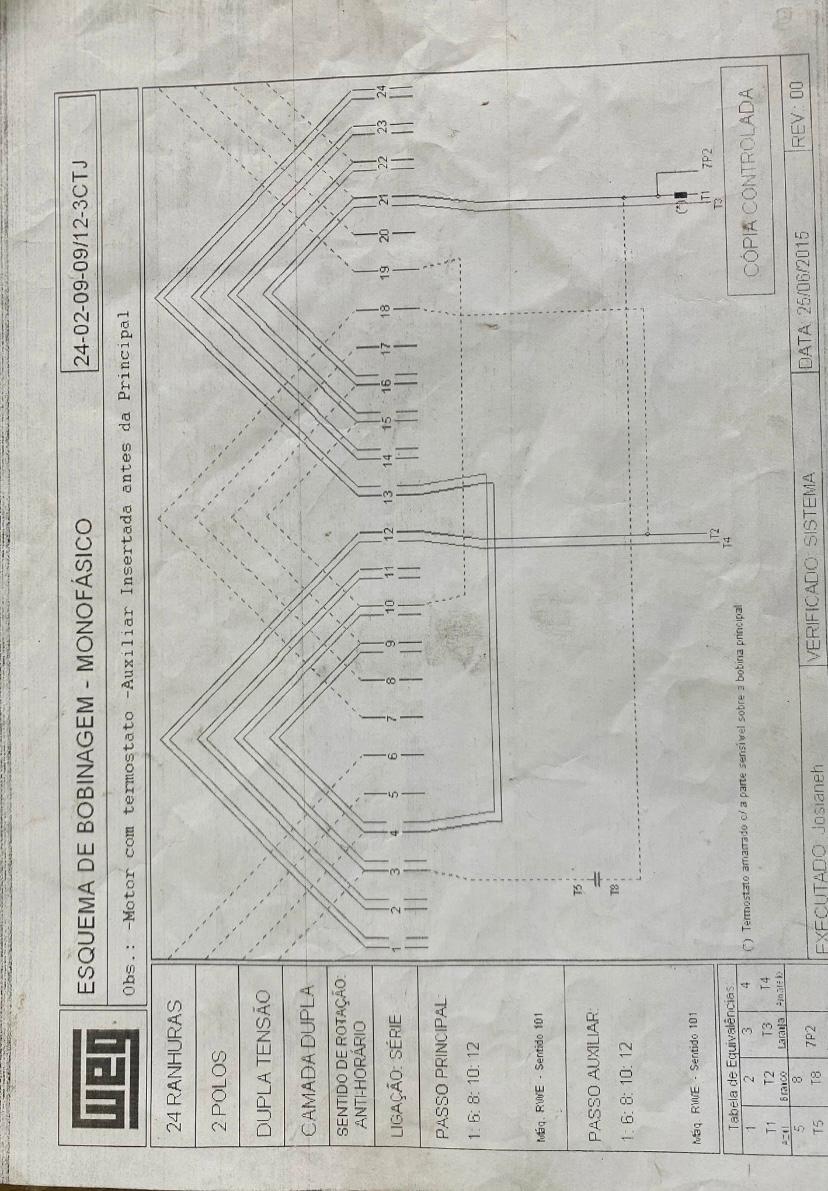 WEG
ESQUEMA DE BOBINAGEM - MONOFÁSICO
24-02-09-09/12-3CTJ
Obs.: -Motor com termostato -Auxiliar Insertada antes da Principal
24 RANHURAS
2 POLOS
DUPLA TENSÃO
CAMADA DUPLA
SENTIDO DE ROTAÇÃO:
ANTI-HORÁRIO
LIGAÇÃO: SÉRIE
PASSO PRINCIPAL:
1: 6: 8: 10: 12
Máq. RWE - Sentido 101
PASSO AUXILIAR:
1: 6: 8: 10: 12
Máq. RWE - Sentido 101
Tabela de Equivalências:
1 2 3 4
T1 T2 T3 T4
Azul Branco Laranja Amarelo
5 8 7P2
T5 T8
1 2 3 4 5 6 7 8 9 10 11 12 13 14 15 16 17 18 19 20 21 22 23 24
T5
T8
T2
T4
(*)
T1
T3
7P2
(*) Termostato amarrado c/ a parte sensivel sobre a bobina principal
CÓPIA CONTROLADA
EXECUTADO: Josianeh
VERIFICADO: SISTEMA
DATA: 25/06/2015
REV.: 00